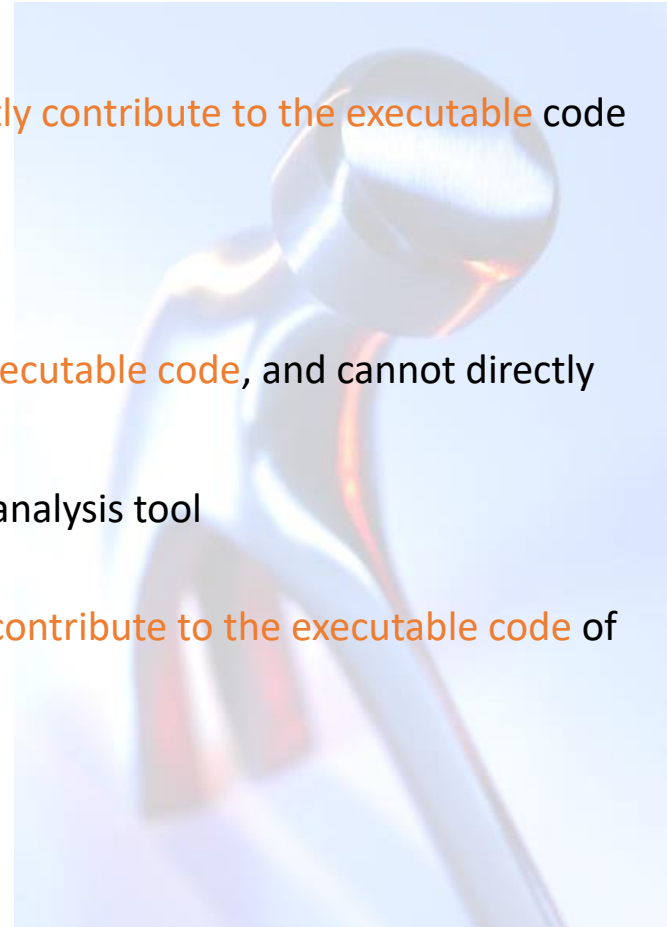 tly contribute to the executable code
ecutable code, and cannot directly
analysis tool
contribute to the executable code of